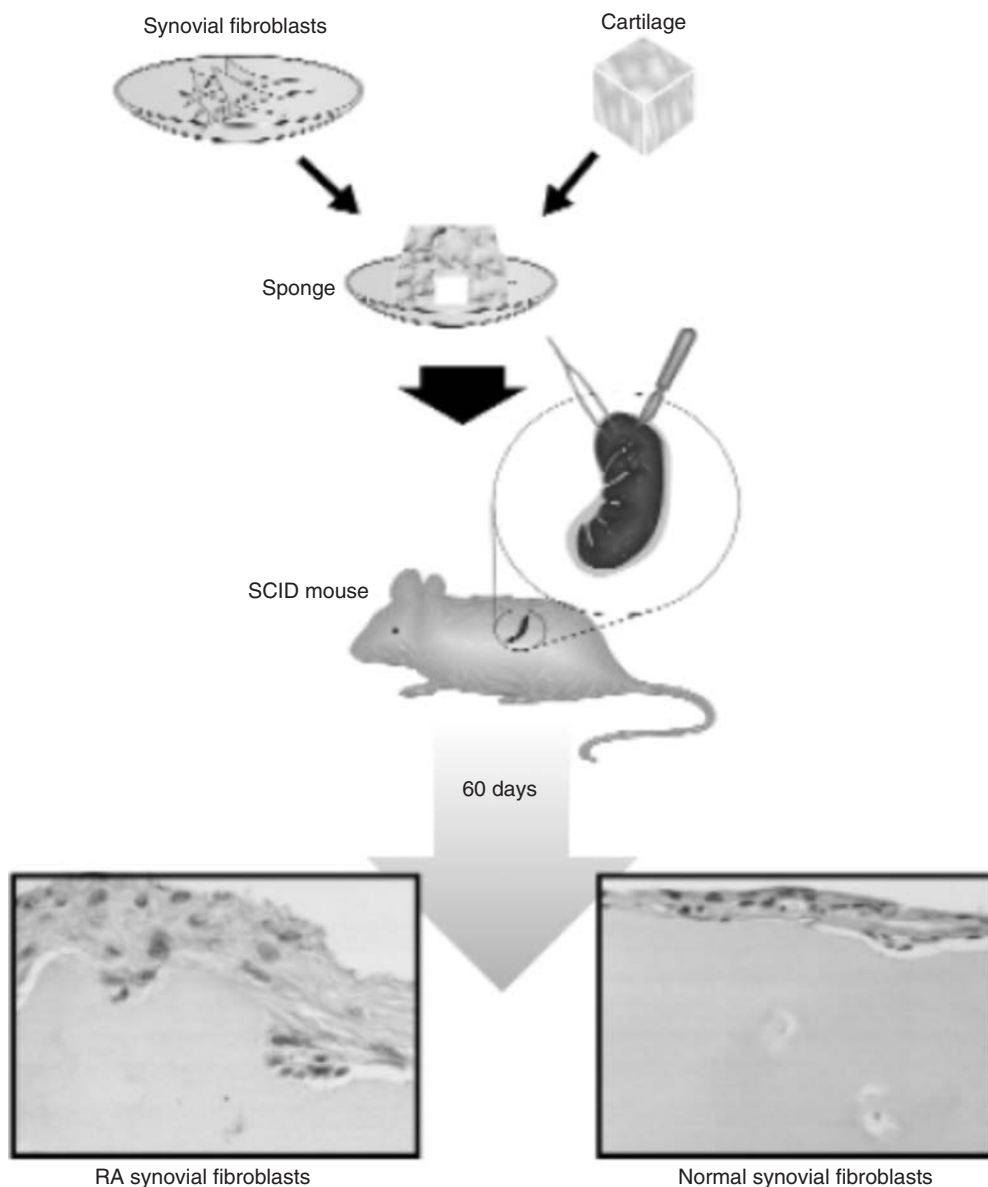 Synovial fibroblasts
Cartilage
Sponge
SCID mouse
60 days
RA synovial fibroblasts
Normal synovial fibroblasts